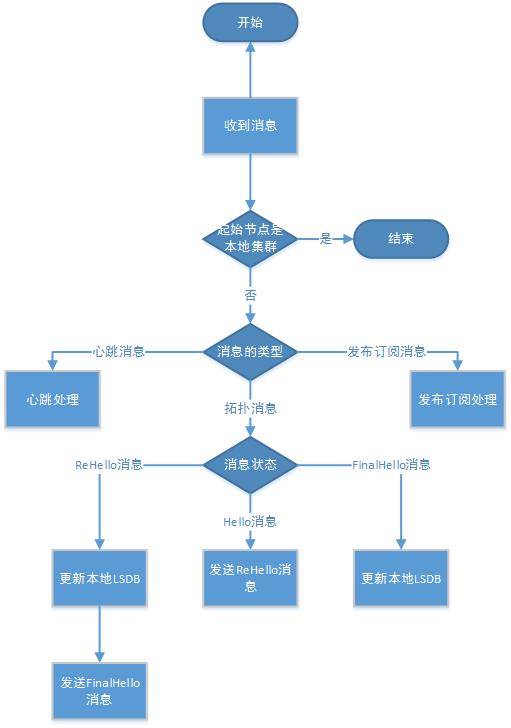 开始
收到消息
起始节点是
本地集群
是
结束
否
心跳消息
消息的类型
发布订阅消息
心跳处理
发布订阅处理
拓扑消息
ReHello消息
消息状态
FinalHello消息
Hello消息
更新本地LSDB
发送ReHello消
息
更新本地LSDB
发送FinalHello
消息